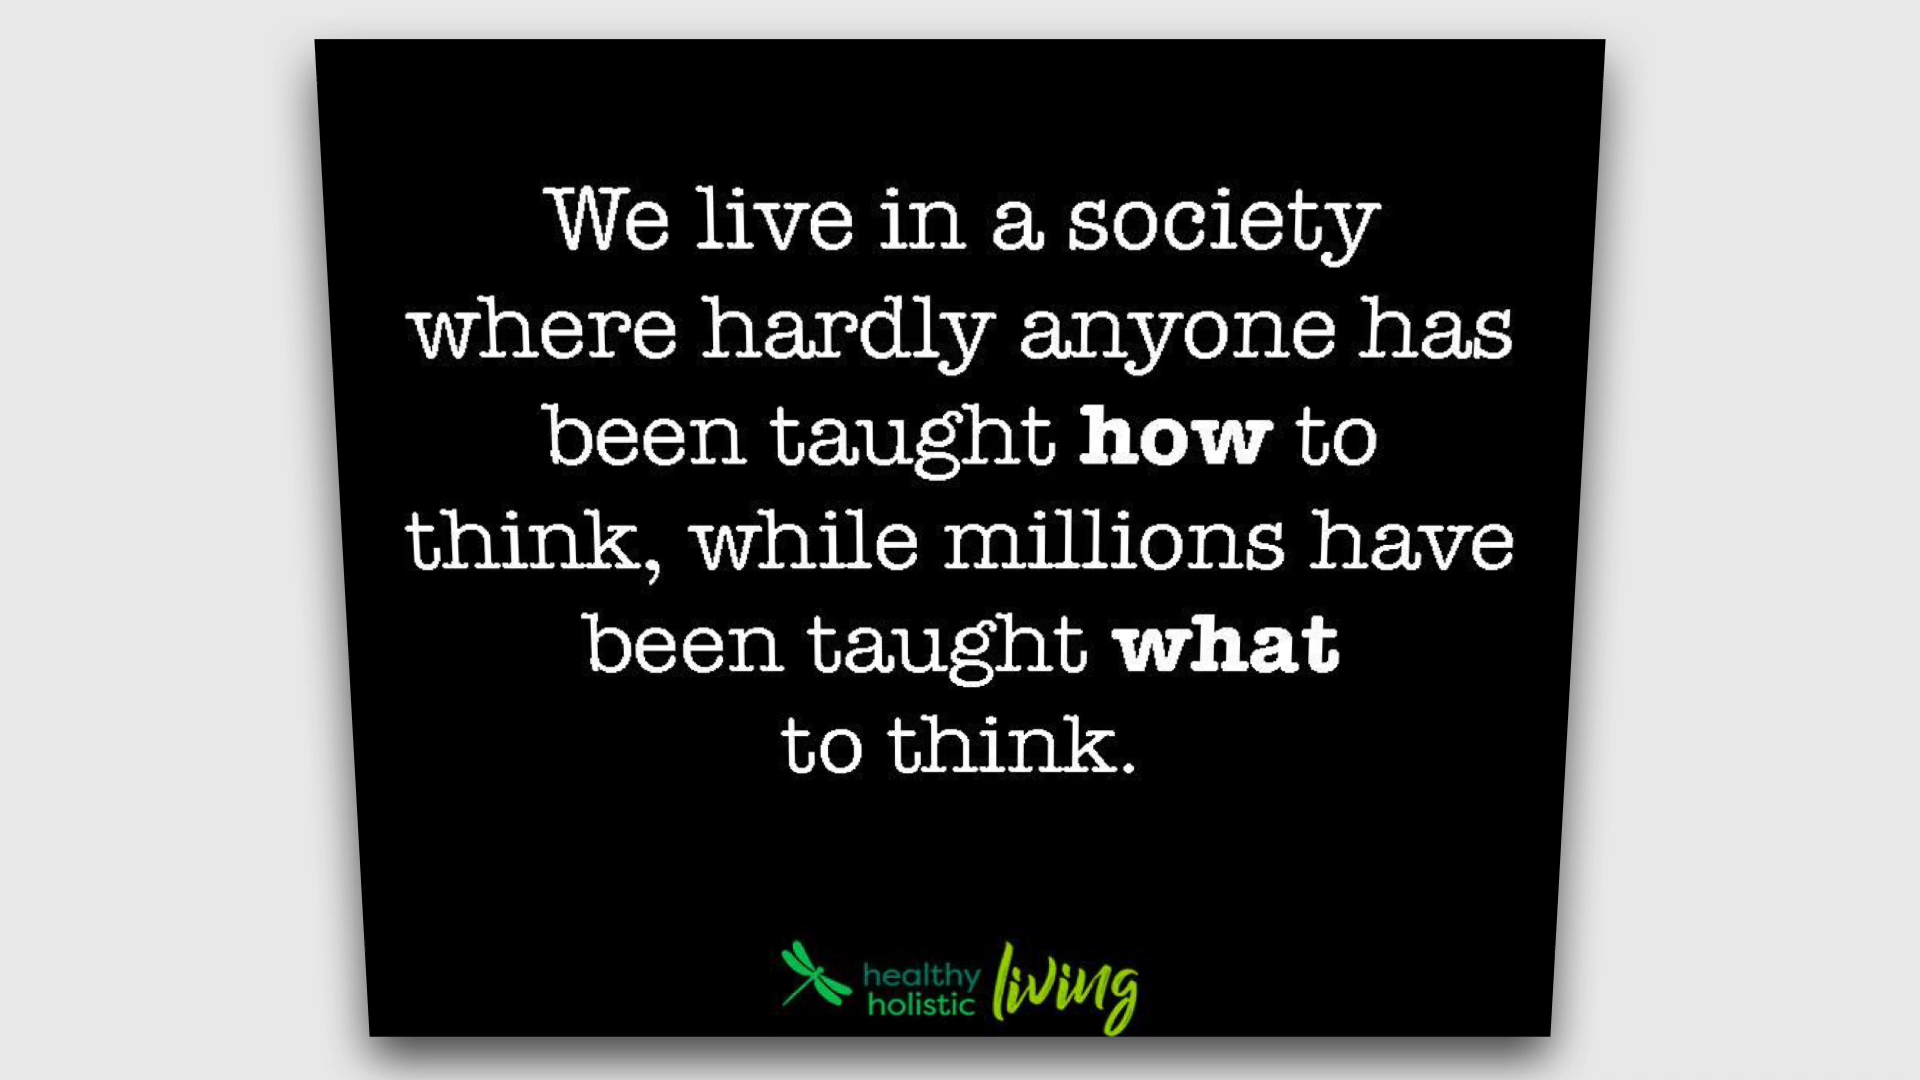 We live in a society
where hardly anyone has
been taught how to
think, while millions have
been taught what
to think.
healthy
holistic
living